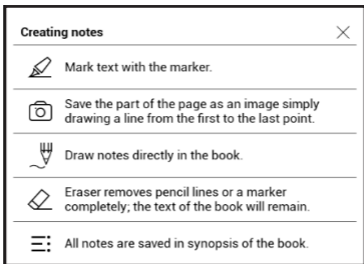 Creating notes
Mark text with the marker.
Save the part of the page as an image simply
drawing a line from the first to the last point.
Draw notes directly in the book.
Eraser removes pencil lines or a marker
completely; the text of the book will remain.
All notes are saved in synopsis of the book.